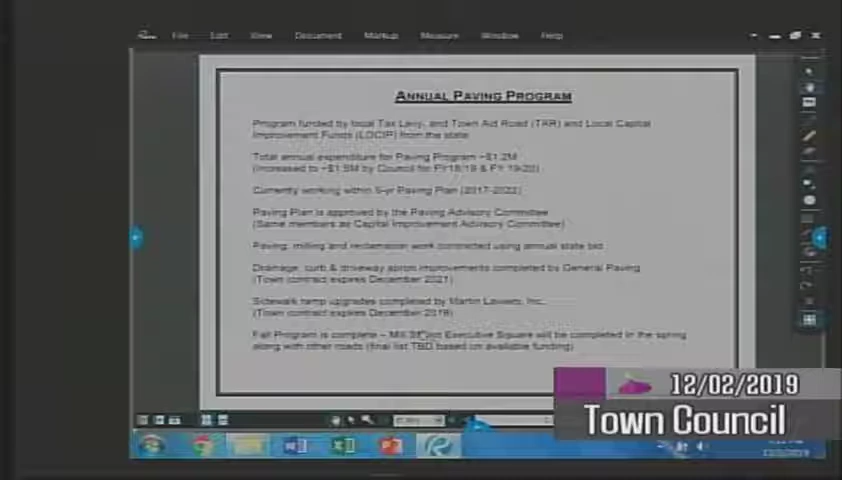 File Edit View Document Markup Measure Window Help
ANNUAL PAVING PROGRAM
Program funded by local Tax Levy, and Town Aid Road (TAR) and Local Capital
Improvement Funds (LOCIP) from the state
Total annual expenditure for Paving Program ~$1.2M
(Increased to ~$1.5M by Council for FY18/19 & FY 19/20)
Currently working within 5-yr Paving Plan (2017-2022)
Paving Plan is approved by the Paving Advisory Committee
(Same members as Capital Improvement Advisory Committee)
Paving, milling and reclamation work contracted using annual state bid
Drainage, curb & driveway apron improvements completed by General Paving
(Town contract expires December 2021)
Sidewalk ramp upgrades completed by Martin Laviero, Inc.
(Town contract expires December 2019)
Fall Program is complete – Mill St and Executive Square will be completed in the spring
along with other roads (final list TBD based on available funding)
12/02/2019
Town Council